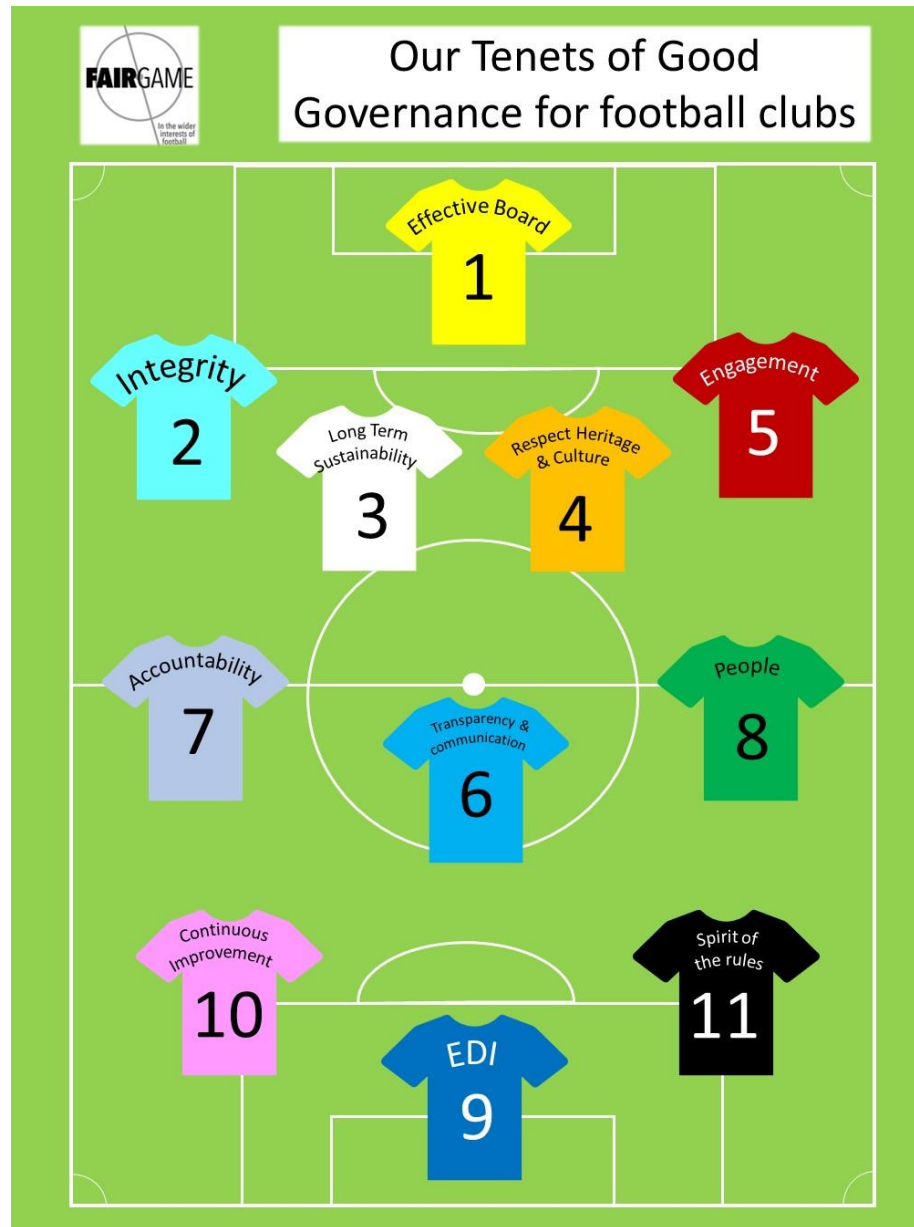 FAIRGAME
In the wider
interests of
football
Our Tenets of Good
Governance for football clubs
Effective Board
1
Integrity
2
Long Term
Sustainability
3
Respect Heritage
& Culture
4
Engagement
5
Accountability
7
Transparency &
communication
6
People
8
Continuous
Improvement
10
EDI
9
Spirit of
the rules
11